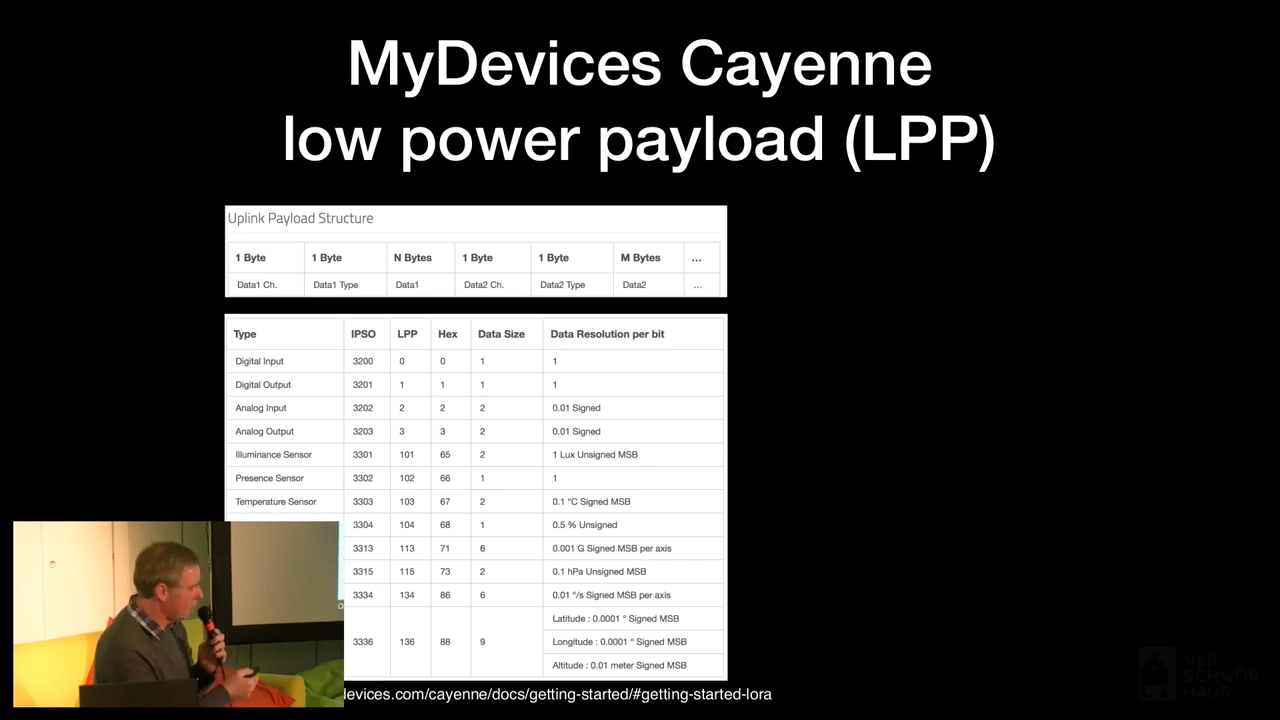 MyDevices Cayenne
low power payload (LPP)
Uplink Payload Structure
1 Byte 1 Byte N Bytes 1 Byte 1 Byte M Bytes ...
Data1 Ch. Data1 Type Data1 Data2 Ch. Data2 Type Data2 ...
Type IPSO LPP Hex Data Size Data Resolution per bit
Digital Input 3200 0 0 1 1
Digital Output 3201 1 1 1 1
Analog Input 3202 2 2 2 0.01 Signed
Analog Output 3203 3 3 2 0.01 Signed
Illuminance Sensor 3301 101 65 2 1 Lux Unsigned MSB
Presence Sensor 3302 102 66 1 1
Temperature Sensor 3303 103 67 2 0.1 °C Signed MSB
3304 104 68 1 0.5 % Unsigned
3313 113 71 6 0.001 G Signed MSB per axis
3315 115 73 2 0.1 hPa Unsigned MSB
3334 134 86 6 0.01 °/s Signed MSB per axis
Latitude : 0.0001 ° Signed MSB
3336 136 88 9 Longitude : 0.0001 ° Signed MSB
Altitude : 0.01 meter Signed MSB
devices.com/cayenne/docs/getting-started/#getting-started-lora
VER
SCHWÖR
HAUS